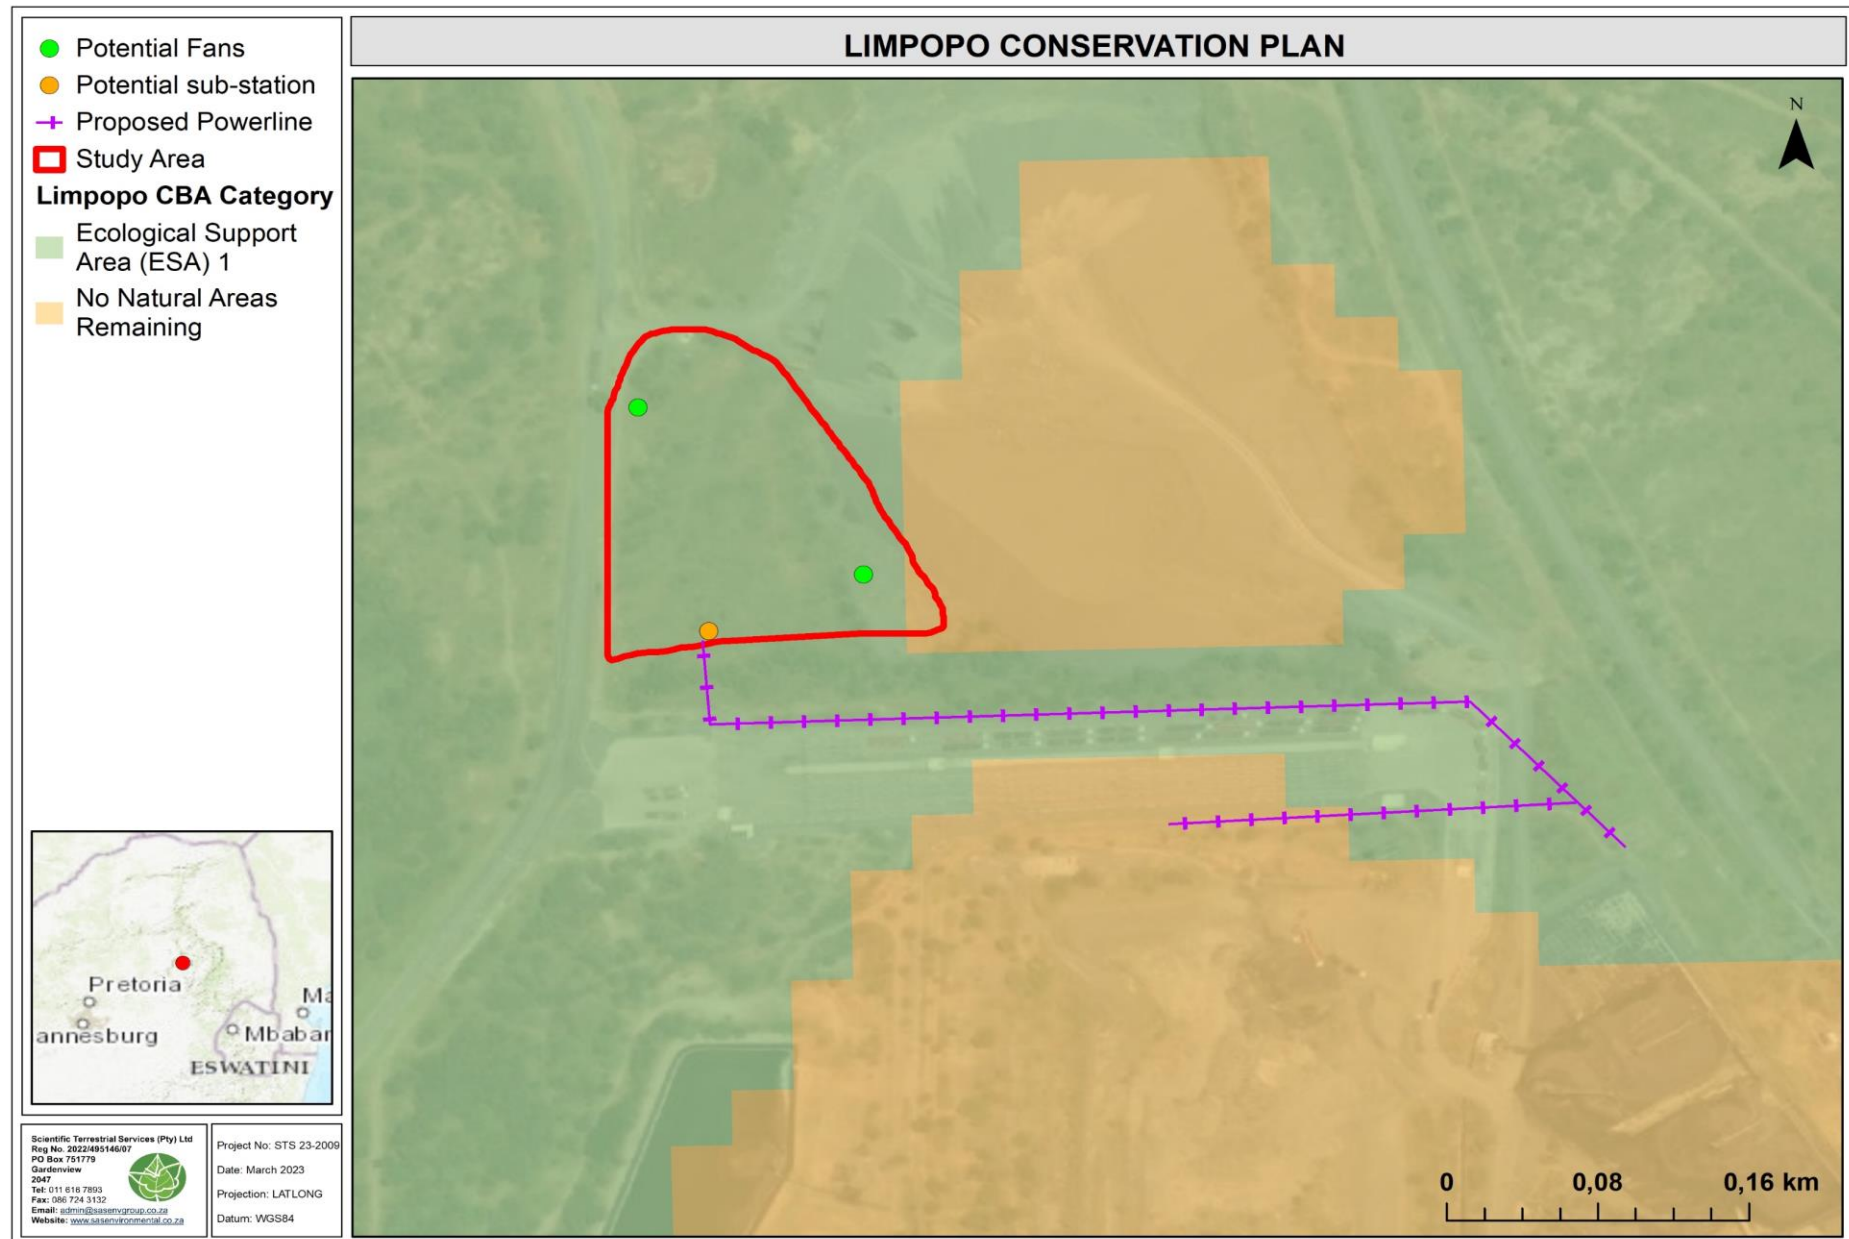 LIMPOPO CONSERVATION PLAN
Potential Fans
Potential sub-station
Proposed Powerline
Study Area
Limpopo CBA Category
Ecological Support
Area (ESA) 1
No Natural Areas
Remaining
N
Pretoria
annesburg
Ma
Mbabar
ESWATINI
Scientific Terrestrial Services (Pty) Ltd
Reg No. 2022/495146/07
PO Box 751779
Gardenview
2047
Tel: 011 616 7893
Fax: 086 724 3132
Email: admin@sasenvgroup.co.za
Website: www.sasenvironmental.co.za
Project No: STS 23-2009
Date: March 2023
Projection: LATLONG
Datum: WGS84
0 0,08 0,16 km